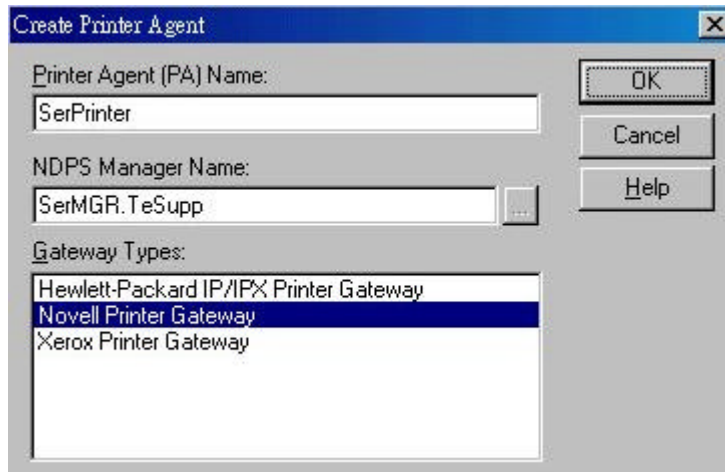 Create Printer Agent
Printer Agent (PA) Name:
SerPrinter
OK
Cancel
NDPS Manager Name:
SerMGR.TeSupp
...
Help
Gateway Types:
Hewlett-Packard IP/IPX Printer Gateway
Novell Printer Gateway
Xerox Printer Gateway